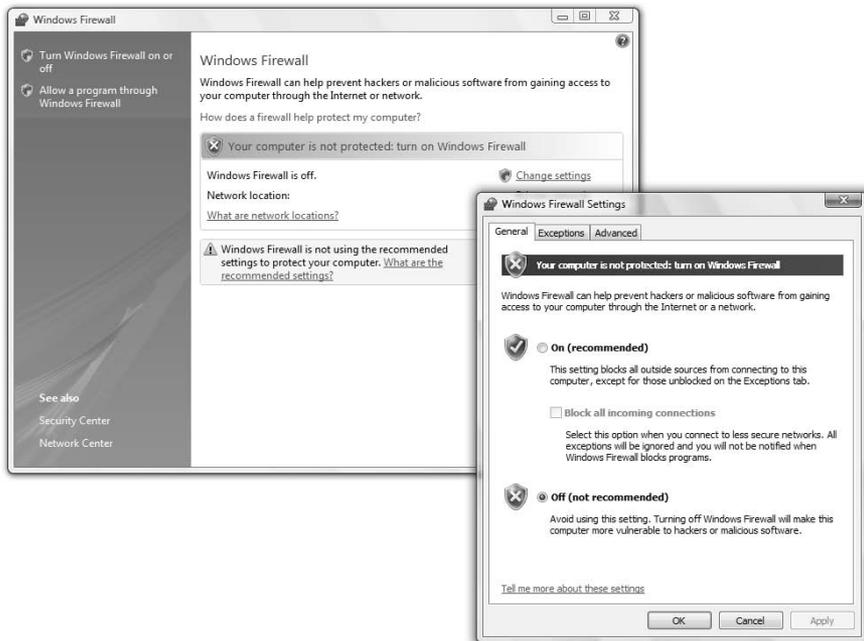 Windows Firewall
Turn Windows Firewall on or
off
Allow a program through
Windows Firewall
See also
Security Center
Network Center
Windows Firewall
Windows Firewall can help prevent hackers or malicious software from gaining access to
your computer through the Internet or network.
How does a firewall help protect my computer?
Your computer is not protected: turn on Windows Firewall
Windows Firewall is off.
Change settings
Network location:
What are network locations?
Windows Firewall is not using the recommended
settings to protect your computer. What are the
recommended settings?
Windows Firewall Settings
General Exceptions Advanced
Your computer is not protected: turn on Windows Firewall
Windows Firewall can help prevent hackers or malicious software from gaining
access to your computer through the Internet or a network.
On (recommended)
This setting blocks all outside sources from connecting to this
computer, except for those unblocked on the Exceptions tab.
Block all incoming connections
Select this option when you connect to less secure networks. All
exceptions will be ignored and you will not be notified when
Windows Firewall blocks programs.
Off (not recommended)
Avoid using this setting. Turning off Windows Firewall will make this
computer more vulnerable to hackers or malicious software.
Tell me more about these settings
OK Cancel Apply